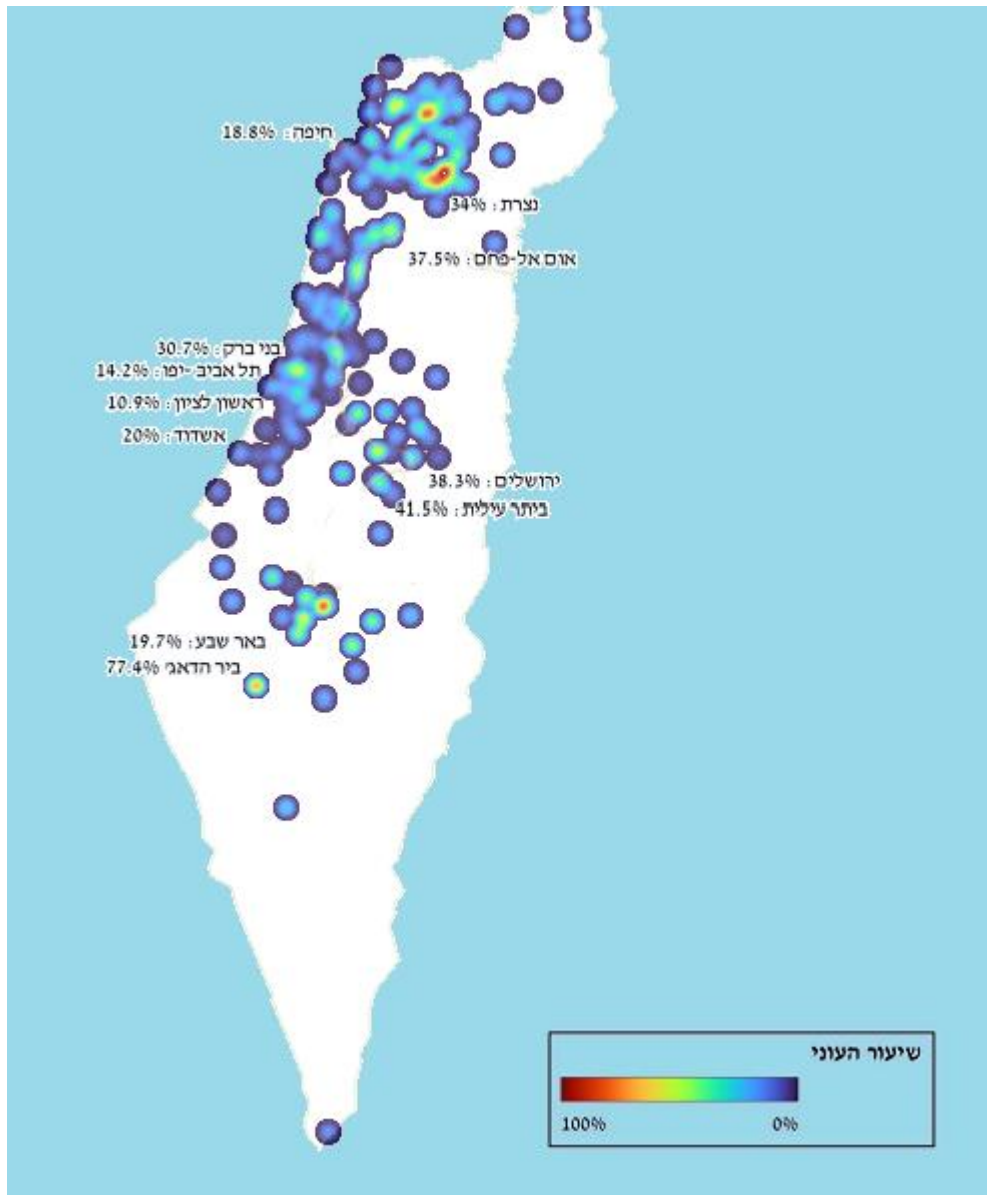 חיפה: 18.8%
נצרת: 34%
אום אל-פחם: 37.5%
בני ברק: 30.7%
תל אביב -יפו: 14.2%
ראשון לציון: 10.9%
אשדוד: 20%
ירושלים: 38.3%
ביתר עילית: 41.5%
באר שבע: 19.7%
ביר הדאג' 77.4%
שיעור העוני
100% 0%